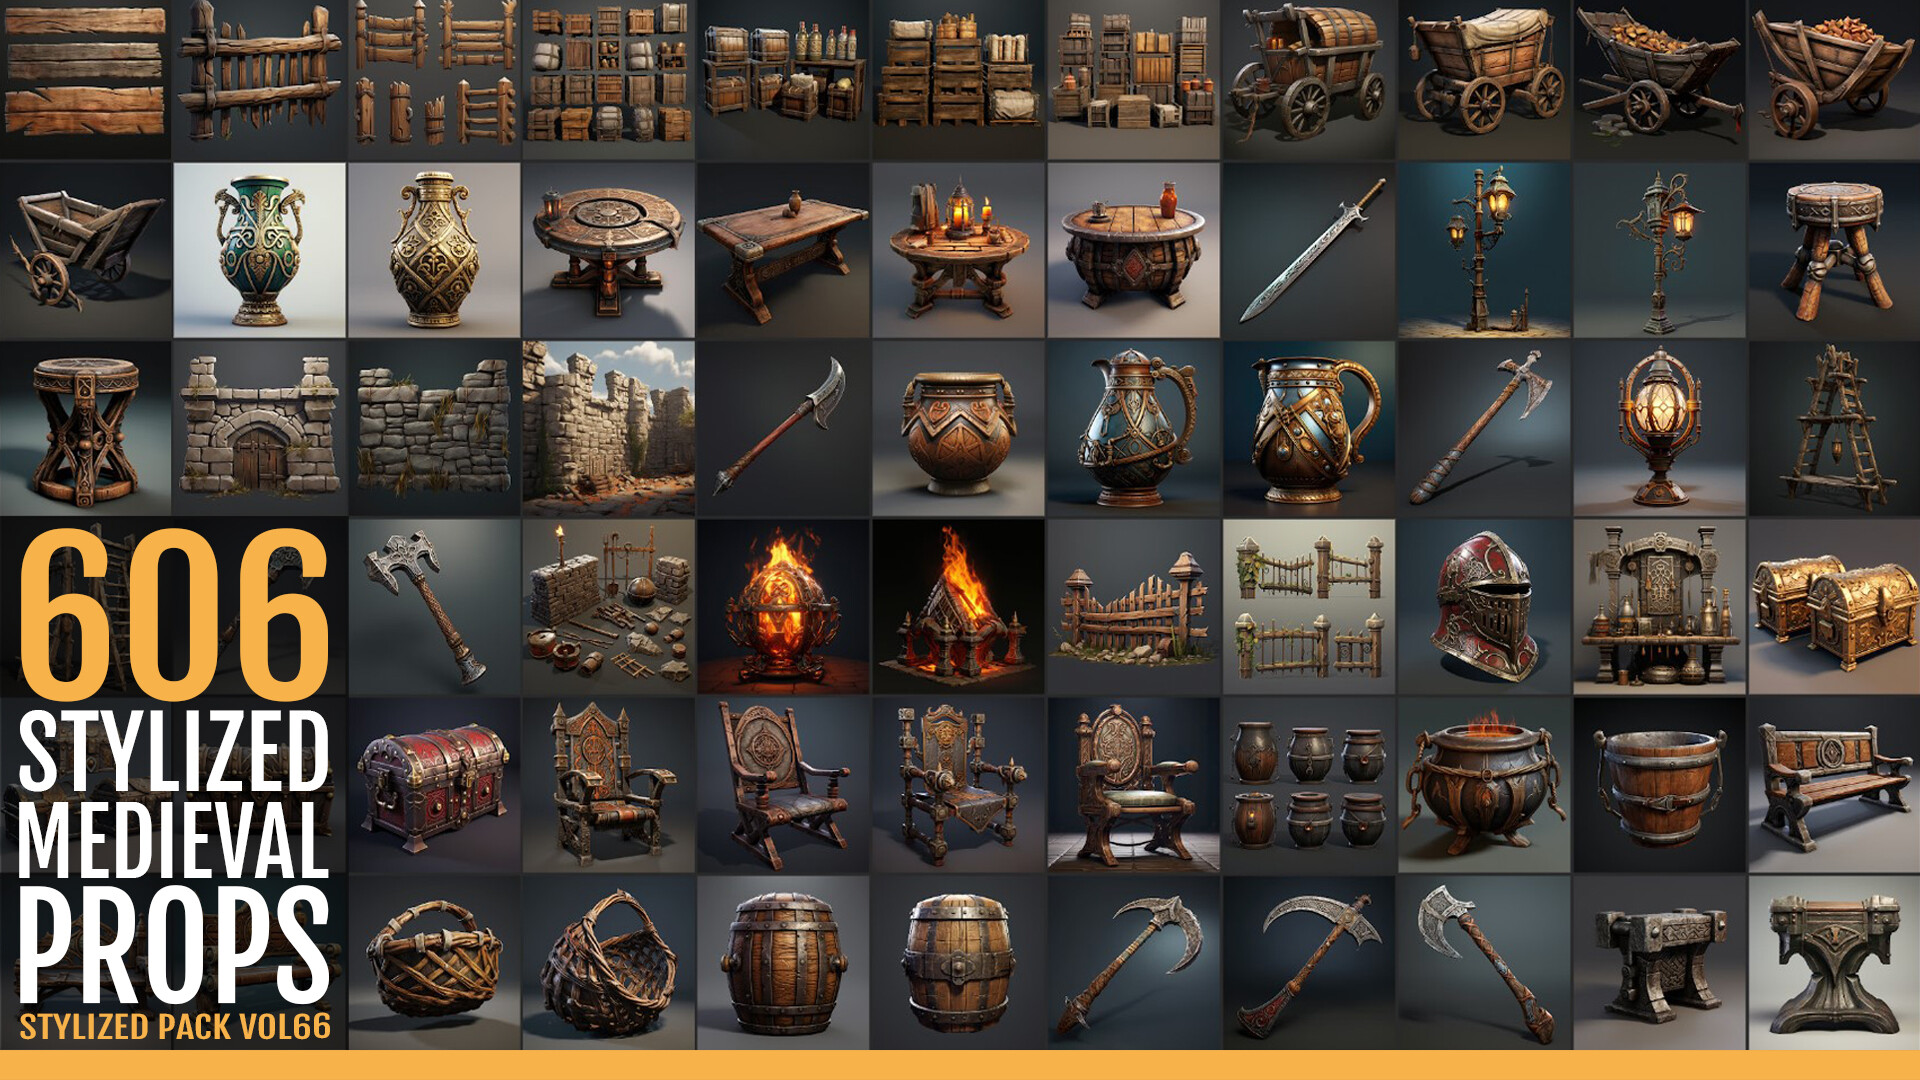 606
STYLIZED
MEDIEVAL
PROPS
STYLIZED PACK VOL66